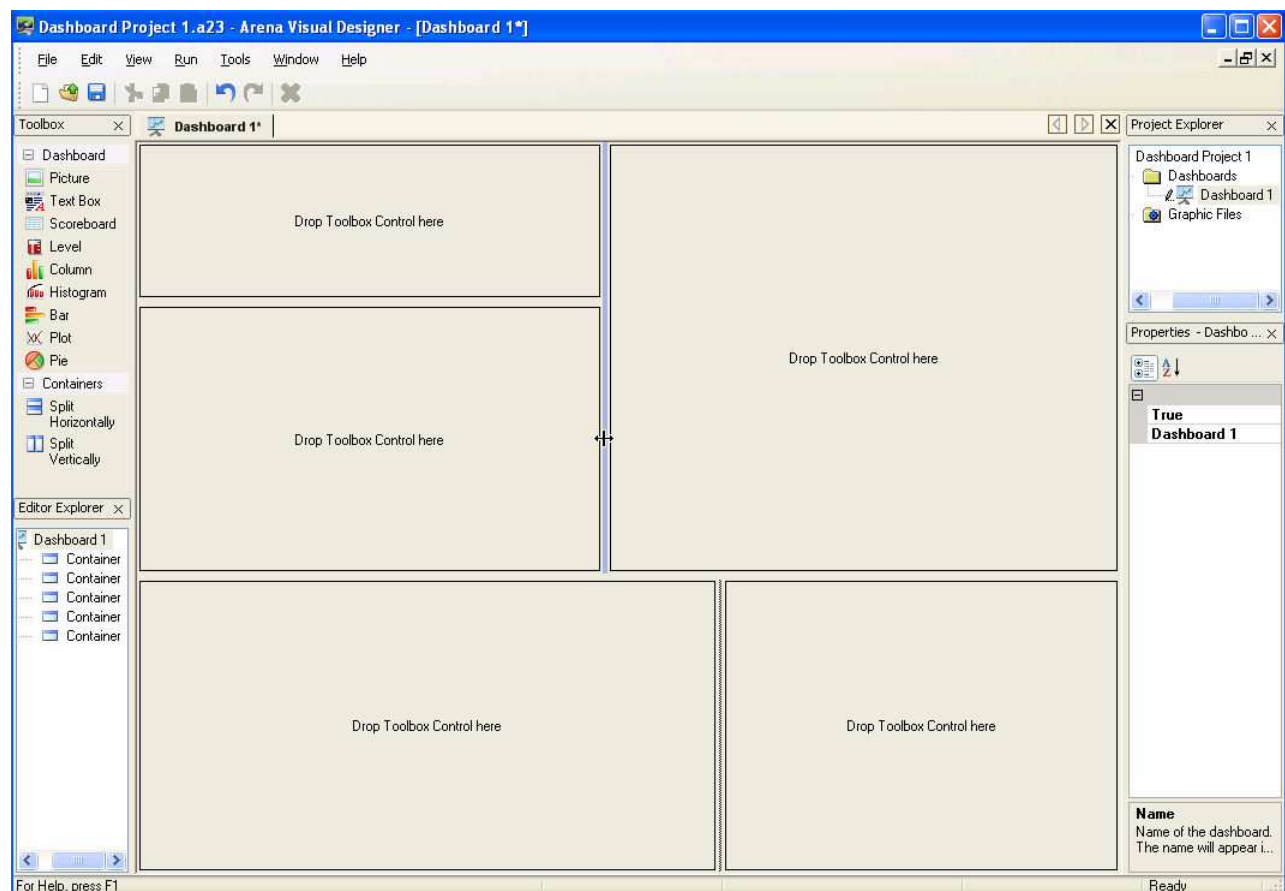 Dashboard Project 1.a23 - Arena Visual Designer - [Dashboard 1*]
File Edit View Run Tools Window Help
Toolbox
Dashboard
Picture
Text Box
Scoreboard
Level
Column
Histogram
Bar
Plot
Pie
Containers
Split
Horizontally
Split
Vertically
Editor Explorer
Dashboard 1
Container
Container
Container
Container
Container
Dashboard 1*
Drop Toolbox Control here
Drop Toolbox Control here
Drop Toolbox Control here
Drop Toolbox Control here
Drop Toolbox Control here
Project Explorer
Dashboard Project 1
Dashboards
Dashboard 1
Graphic Files
Properties - Dashbo ...
True
Dashboard 1
Name
Name of the dashboard.
The name will appear i...
For Help, press F1
Ready